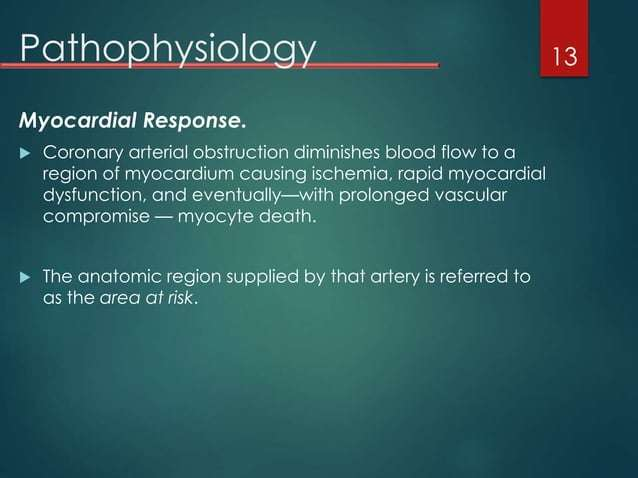 Pathophysiology
13
Myocardial Response.
Coronary arterial obstruction diminishes blood flow to a
region of myocardium causing ischemia, rapid myocardial
dysfunction, and eventually—with prolonged vascular
compromise — myocyte death.
The anatomic region supplied by that artery is referred to
as the area at risk.